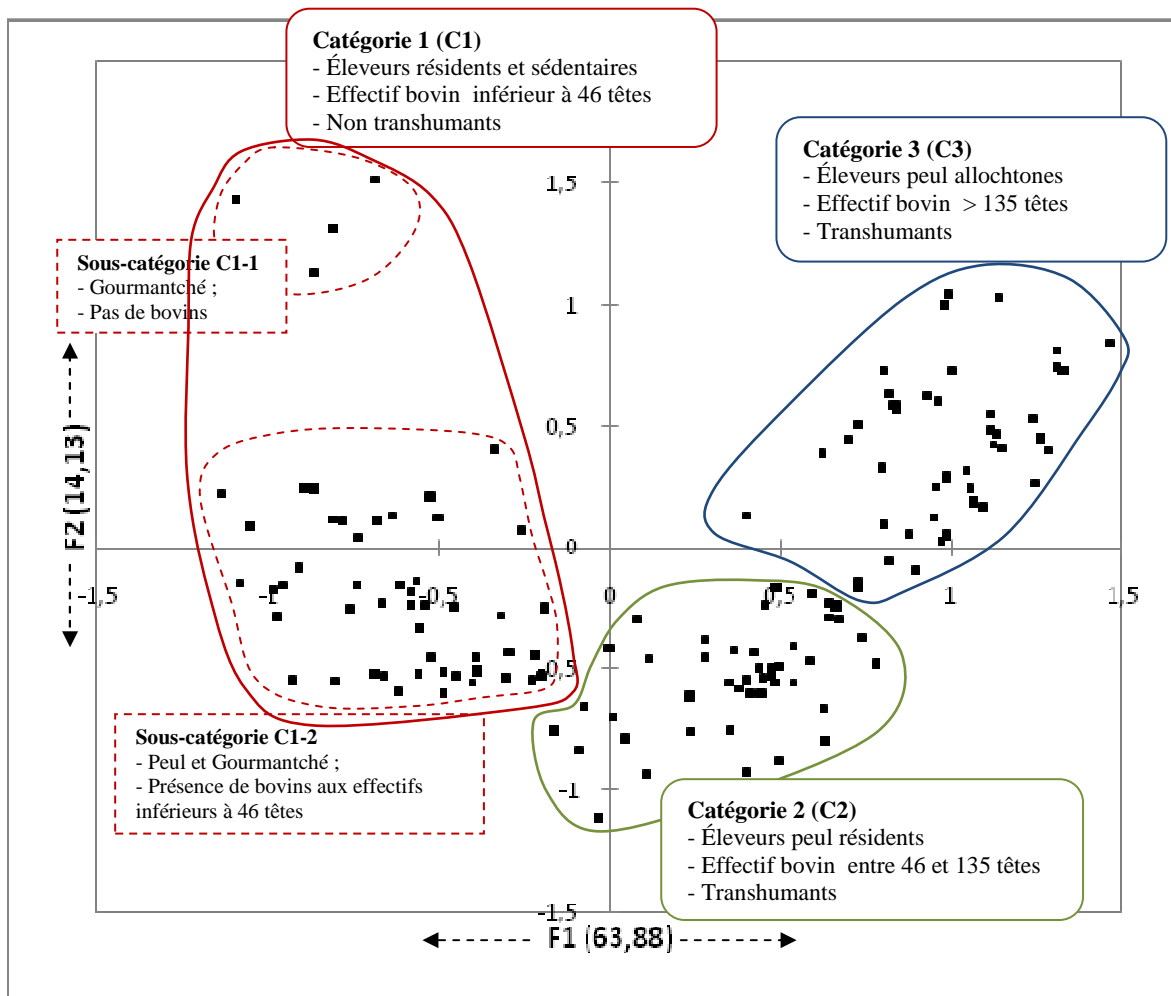 Catégorie 1 (C1)
- Éleveurs résidents et sédentaires
- Effectif bovin inférieur à 46 têtes
- Non transhumants
Catégorie 3 (C3)
- Éleveurs peul allochtones
- Effectif bovin > 135 têtes
- Transhumants
Sous-catégorie C1-1
- Gourmantché ;
- Pas de bovins
1,5
1
0,5
0
-1,5
-1
-0,5
0
0,5
1
1,5
-0,5
-1
-1,5
F2 (14,13)
Sous-catégorie C1-2
- Peul et Gourmantché ;
- Présence de bovins aux effectifs
inférieurs à 46 têtes
Catégorie 2 (C2)
- Éleveurs peul résidents
- Effectif bovin entre 46 et 135 têtes
- Transhumants
F1 (63,88)